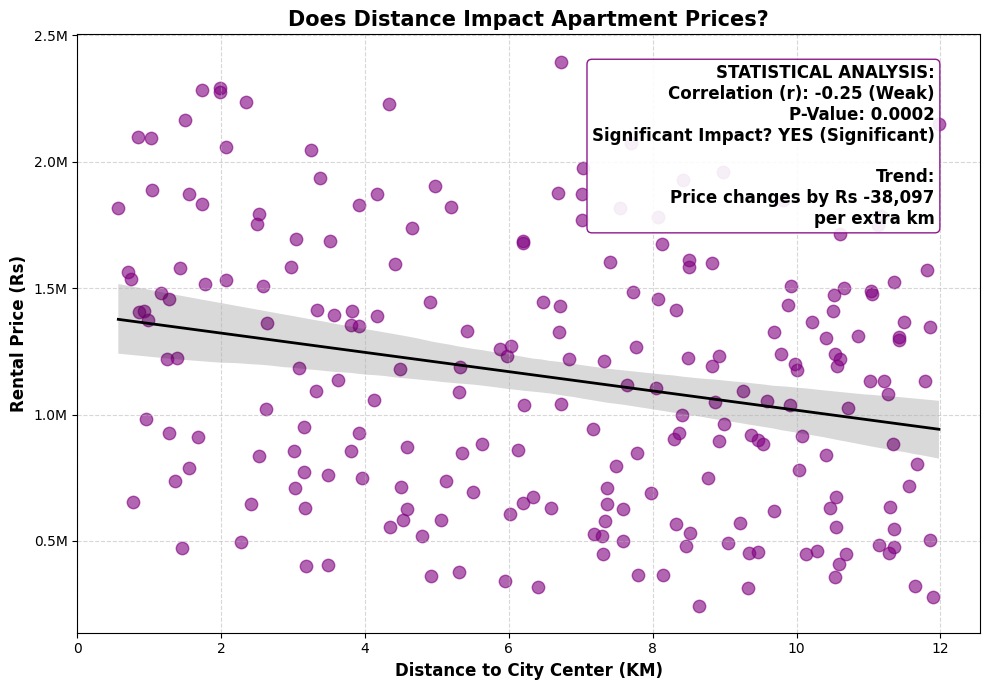 Does Distance Impact Apartment Prices?
2.5M
2.0M
1.5M
1.0M
0.5M
Rental Price (Rs)
STATISTICAL ANALYSIS:
Correlation (r): -0.25 (Weak)
P-Value: 0.0002
Significant Impact? YES (Significant)
Trend:
Price changes by Rs -38,097
per extra km
0 2 4 6 8 10 12
Distance to City Center (KM)